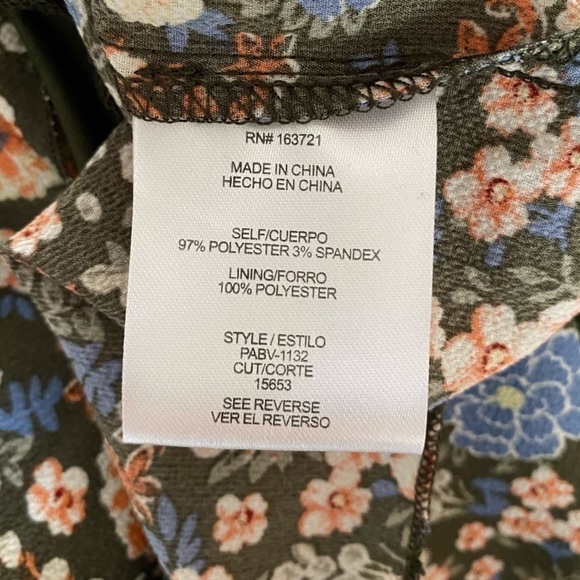 RN# 163721
MADE IN CHINA
HECHO EN CHINA
SELF/CUERPO
97% POLYESTER 3% SPANDEX
LINING/FORRO
100% POLYESTER
STYLE / ESTILO
PABV-1132
CUT/CORTE
15653
SEE REVERSE
VER EL REVERSO